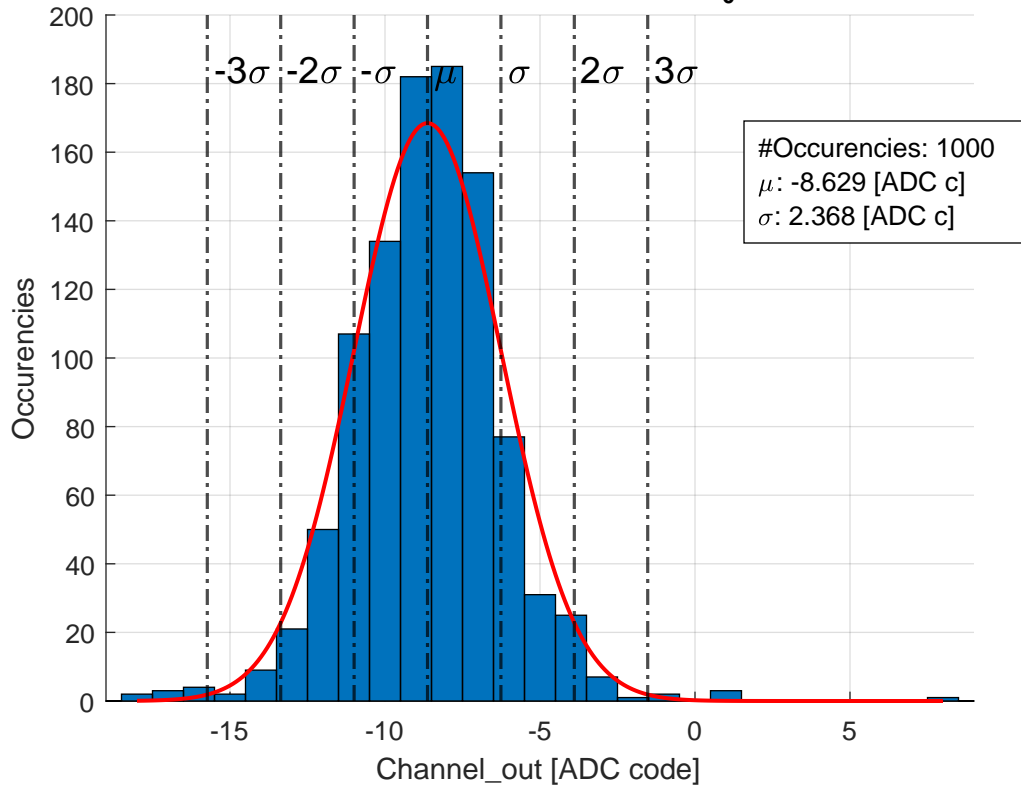 200
180
160
140
120
100
80
60
40
20
0
Occurencies
-3σ -2σ -σ μ σ 2σ 3σ
#Occurencies: 1000
μ: -8.629 [ADC c]
σ: 2.368 [ADC c]
-15 -10 -5 0 5
Channel_out [ADC code]